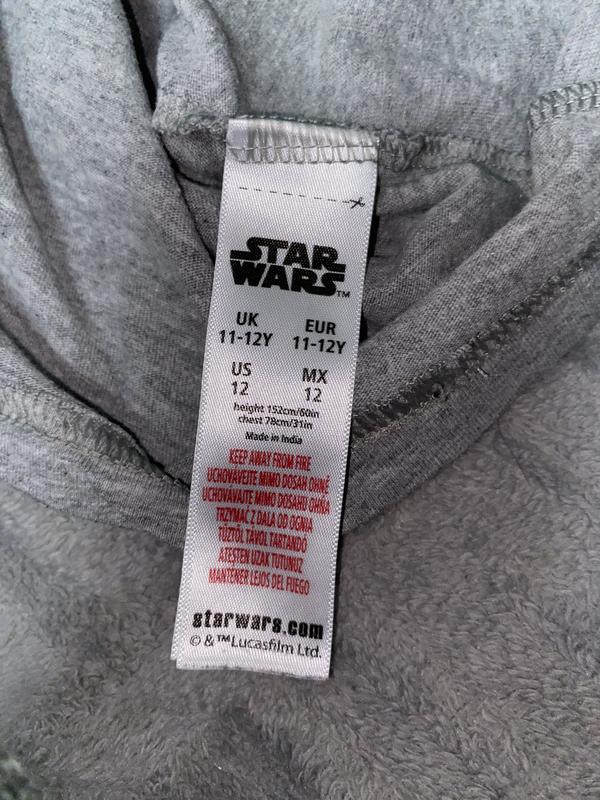 STAR
WARS™
UK EUR
11-12Y 11-12Y
US MX
12 12
height 152cm/60in
chest 78cm/31in
Made in India
KEEP AWAY FROM FIRE
UCHOVÁVEJTE MIMO DOSAH OHNĚ
UCHOVÁVAJTE MIMO DOSAHU OHŇA
TRZYMAĆ Z DALA OD OGNIA
TŰZTŐL TÁVOL TARTANDÓ
ATEŞTEN UZAK TUTUNUZ
MANTENER LEJOS DEL FUEGO
starwars.com
© & ™Lucasfilm Ltd.